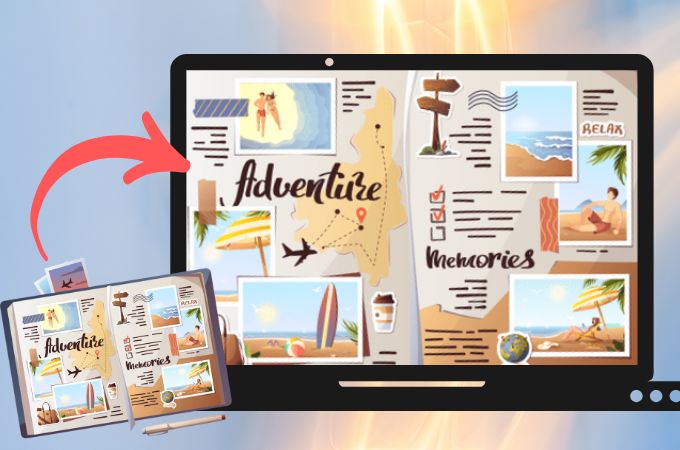 Adventure
RELAX
Memories
Adventure
RELAX
Memories